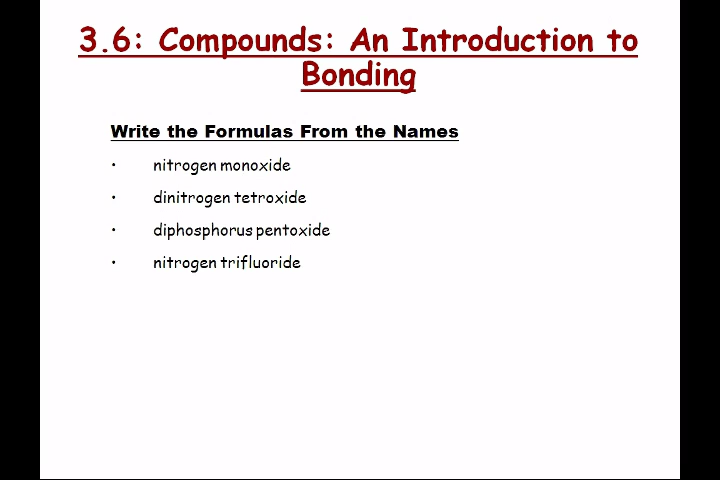 3.6: Compounds: An Introduction to
Bonding
Write the Formulas From the Names
• nitrogen monoxide
• dinitrogen tetroxide
• diphosphorus pentoxide
• nitrogen trifluoride